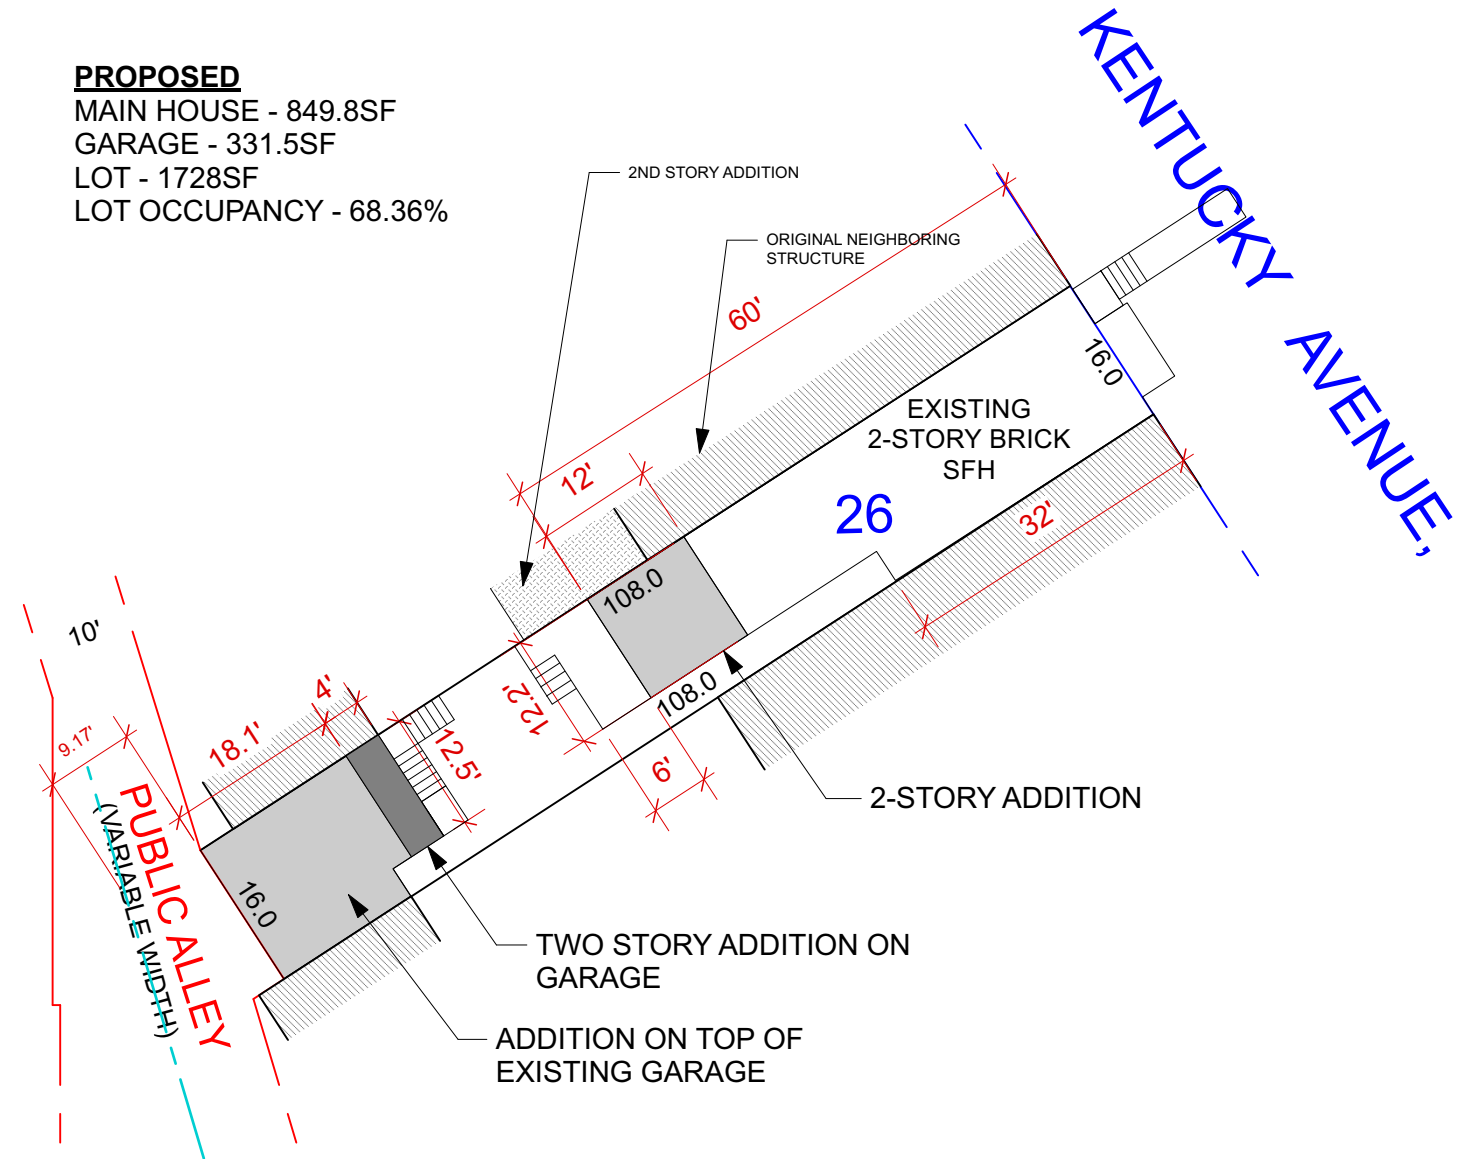 PROPOSED
MAIN HOUSE - 849.8SF
GARAGE - 331.5SF
LOT - 1728SF
LOT OCCUPANCY - 68.36%
KENTUCKY AVENUE,
2ND STORY ADDITION
ORIGINAL NEIGHBORING
STRUCTURE
60'
16.0
EXISTING
2-STORY BRICK
SFH
12'
26
32'
108.0
10'
108.0
12.2'
4'
18.1'
9.17'
12.5'
6'
2-STORY ADDITION
PUBLIC ALLEY
(VARIABLE WIDTH)
16.0
TWO STORY ADDITION ON
GARAGE
ADDITION ON TOP OF
EXISTING GARAGE